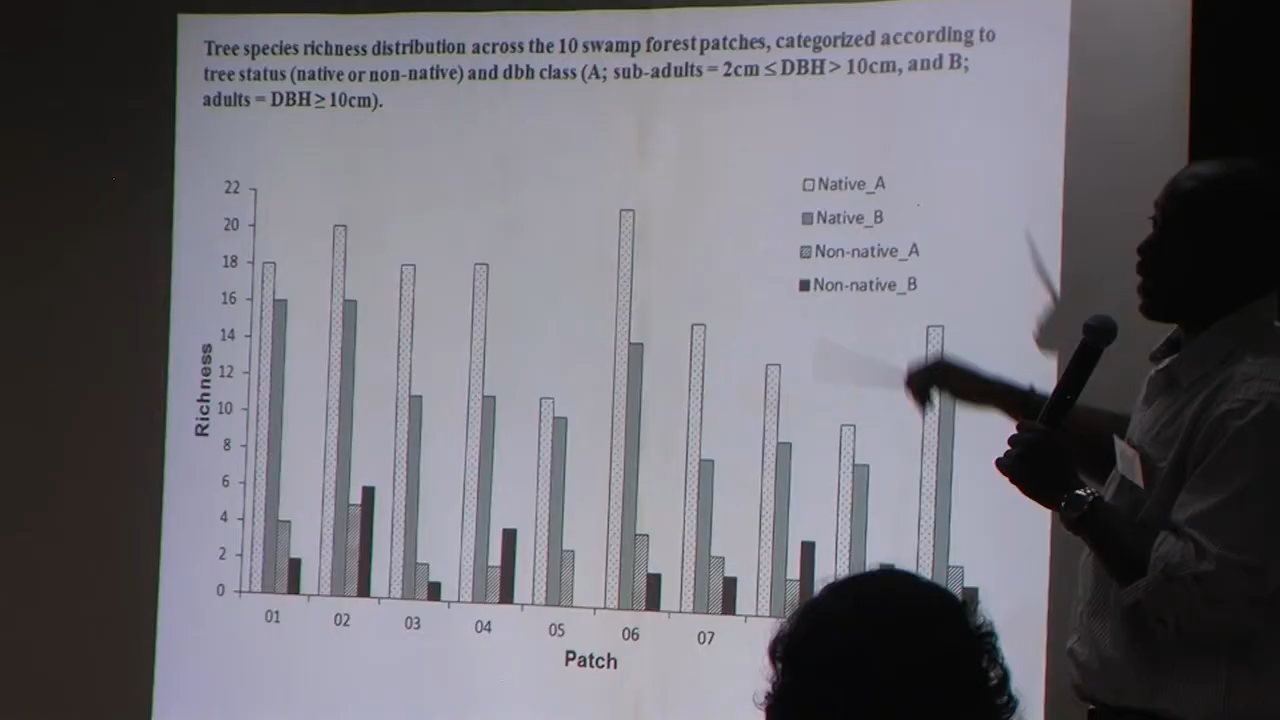 Tree species richness distribution across the 10 swamp forest patches, categorized according to
tree status (native or non-native) and dbh class (A; sub-adults = 2cm ≤ DBH > 10cm, and B;
adults = DBH ≥ 10cm).
22
20
18
16
14
12
10
8
6
4
2
0
Richness
Native_A
Native_B
Non-native_A
Non-native_B
01 02 03 04 05 06 07
Patch